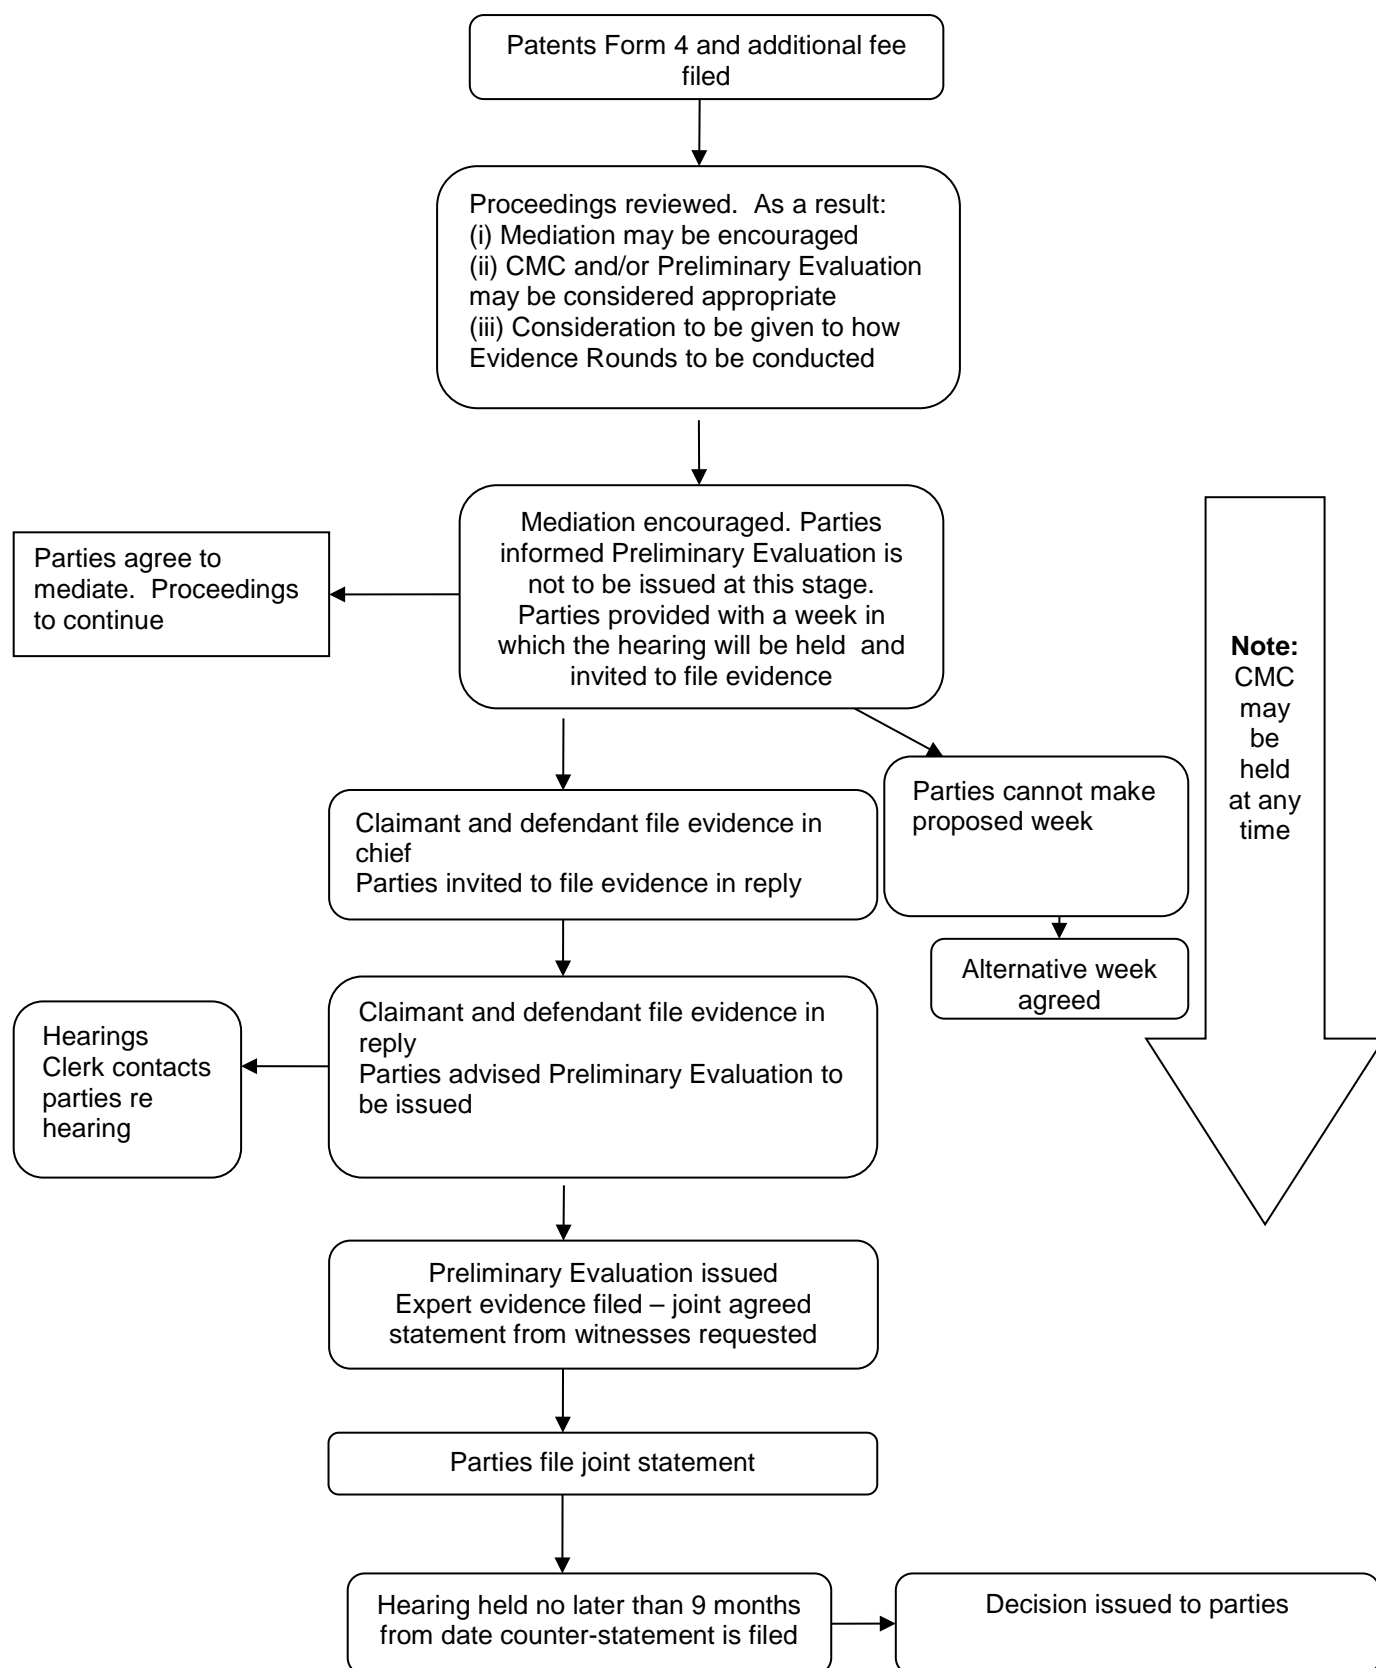 Patents Form 4 and additional fee
filed
Proceedings reviewed.  As a result:
(i) Mediation may be encouraged
(ii) CMC and/or Preliminary Evaluation
may be considered appropriate
(iii) Consideration to be given to how
Evidence Rounds to be conducted
Mediation encouraged. Parties
informed Preliminary Evaluation is
not to be issued at this stage.
Parties provided with a week in
which the hearing will be held  and
invited to file evidence
Parties agree to
mediate.  Proceedings
to continue
Note:
CMC
may
be
held
at any
time
Parties cannot make
proposed week
Claimant and defendant file evidence in
chief
Parties invited to file evidence in reply
Alternative week
agreed
Claimant and defendant file evidence in
reply
Parties advised Preliminary Evaluation to
be issued
Hearings
Clerk contacts
parties re
hearing
Preliminary Evaluation issued
Expert evidence filed – joint agreed
statement from witnesses requested
Parties file joint statement
Hearing held no later than 9 months
from date counter-statement is filed
Decision issued to parties